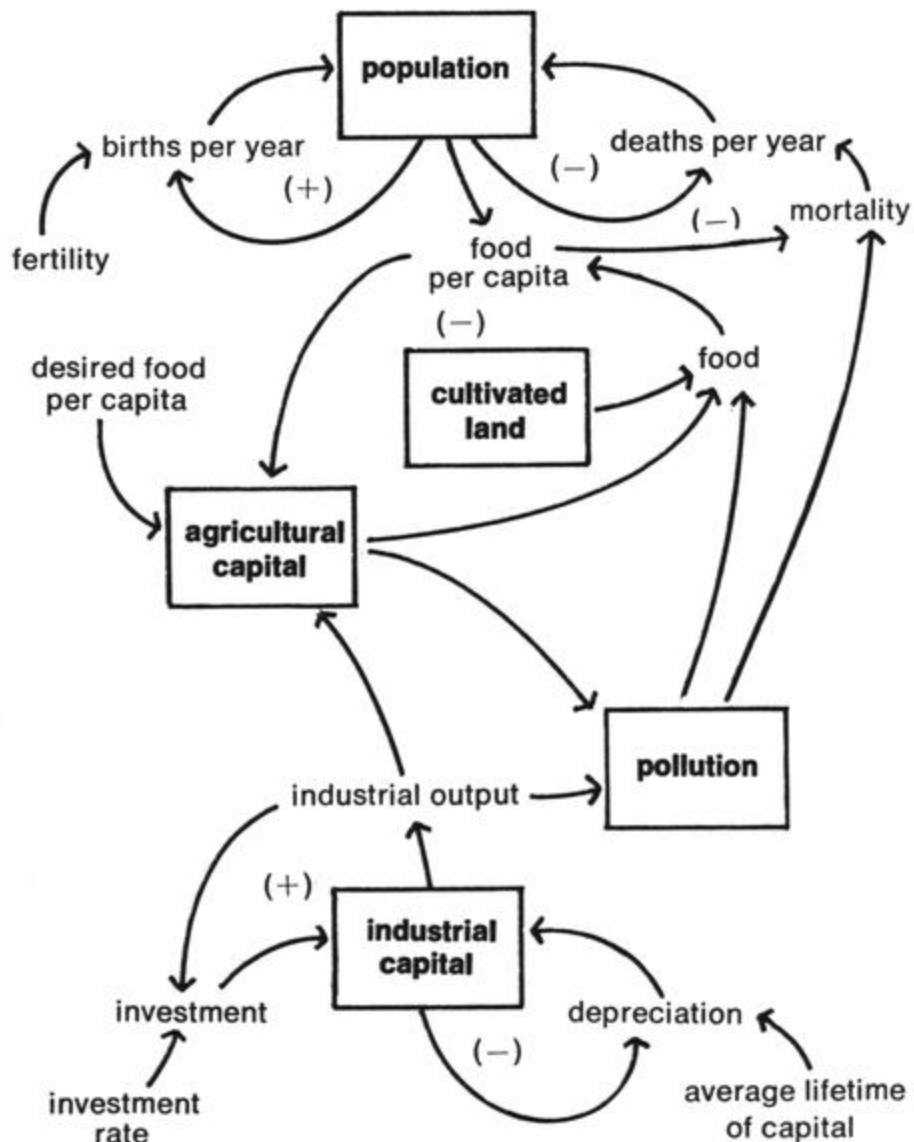 population
births per year
deaths per year
(+)
(−)
mortality
(−)
fertility
food
per capita
(−)
food
desired food
per capita
cultivated
land
agricultural
capital
pollution
industrial output
(+)
industrial
capital
investment
depreciation
(−)
investment
rate
average lifetime
of capital